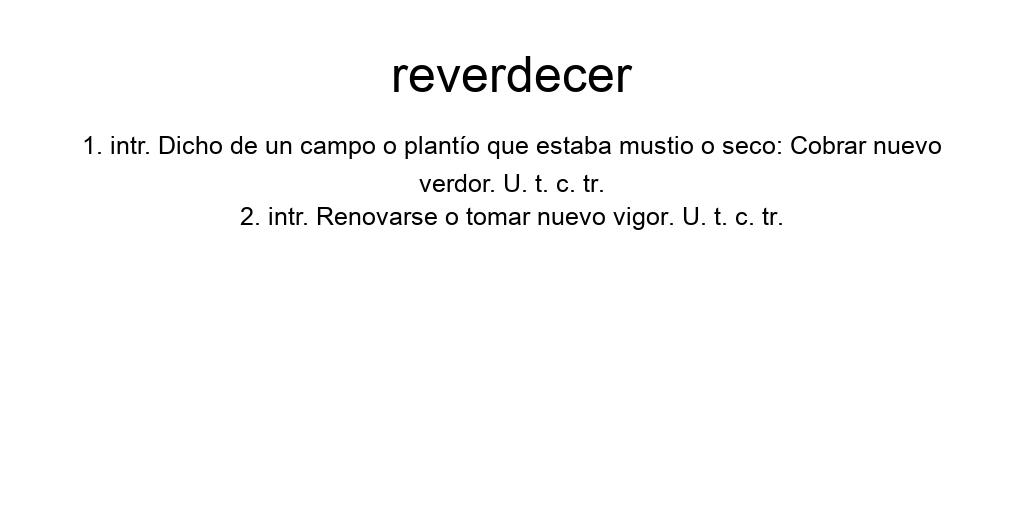 reverdecer
1. intr. Dicho de un campo o plantío que estaba mustio o seco: Cobrar nuevo
verdor. U. t. c. tr.
2. intr. Renovarse o tomar nuevo vigor. U. t. c. tr.